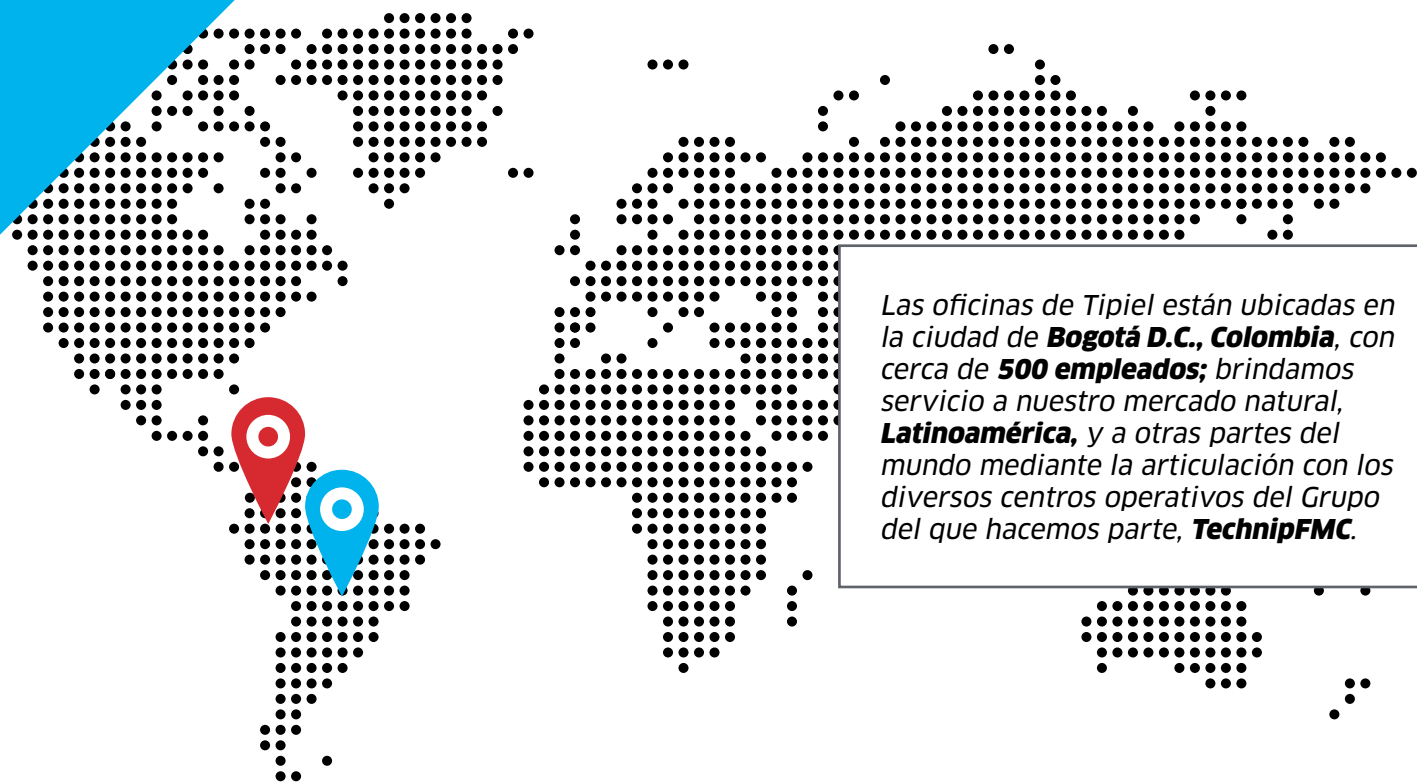 Las oficinas de Tipiel están ubicadas en
la ciudad de Bogotá D.C., Colombia, con
cerca de 500 empleados; brindamos
servicio a nuestro mercado natural,
Latinoamérica, y a otras partes del
mundo mediante la articulación con los
diversos centros operativos del Grupo
del que hacemos parte, TechnipFMC.